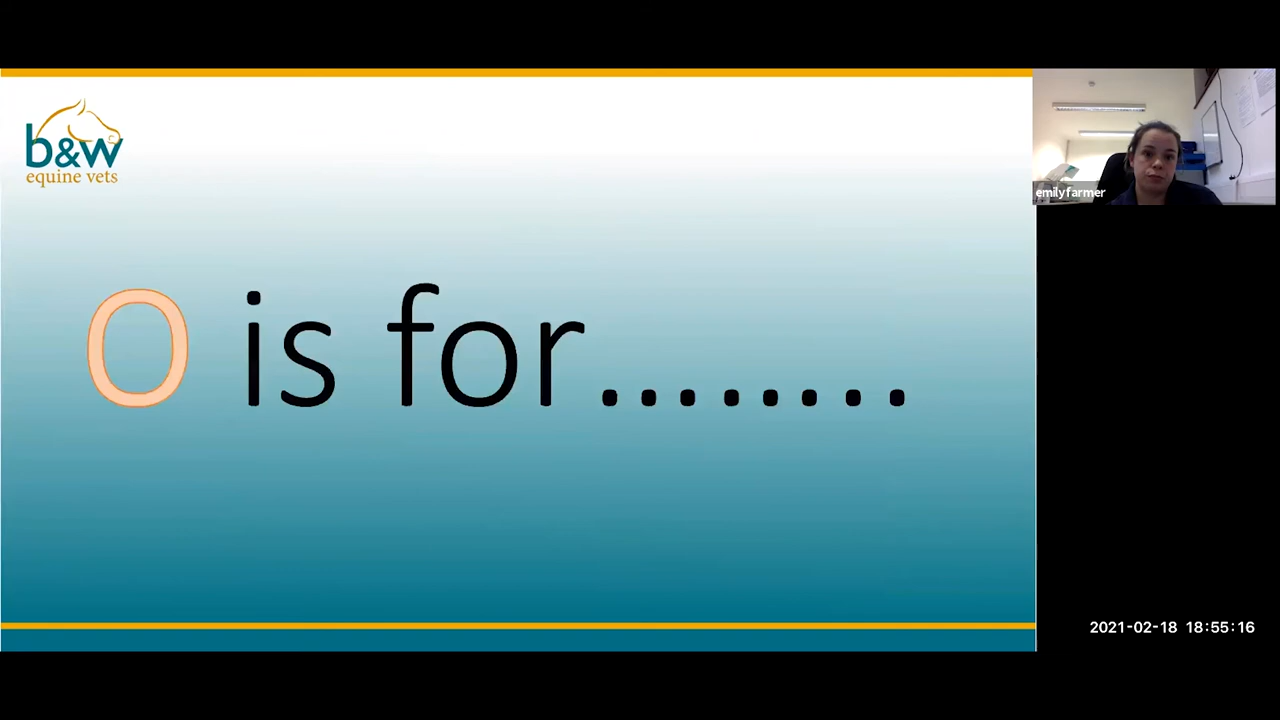 b&w
equine vets
O is for........
emilyfarmer
2021-02-18 18:55:16